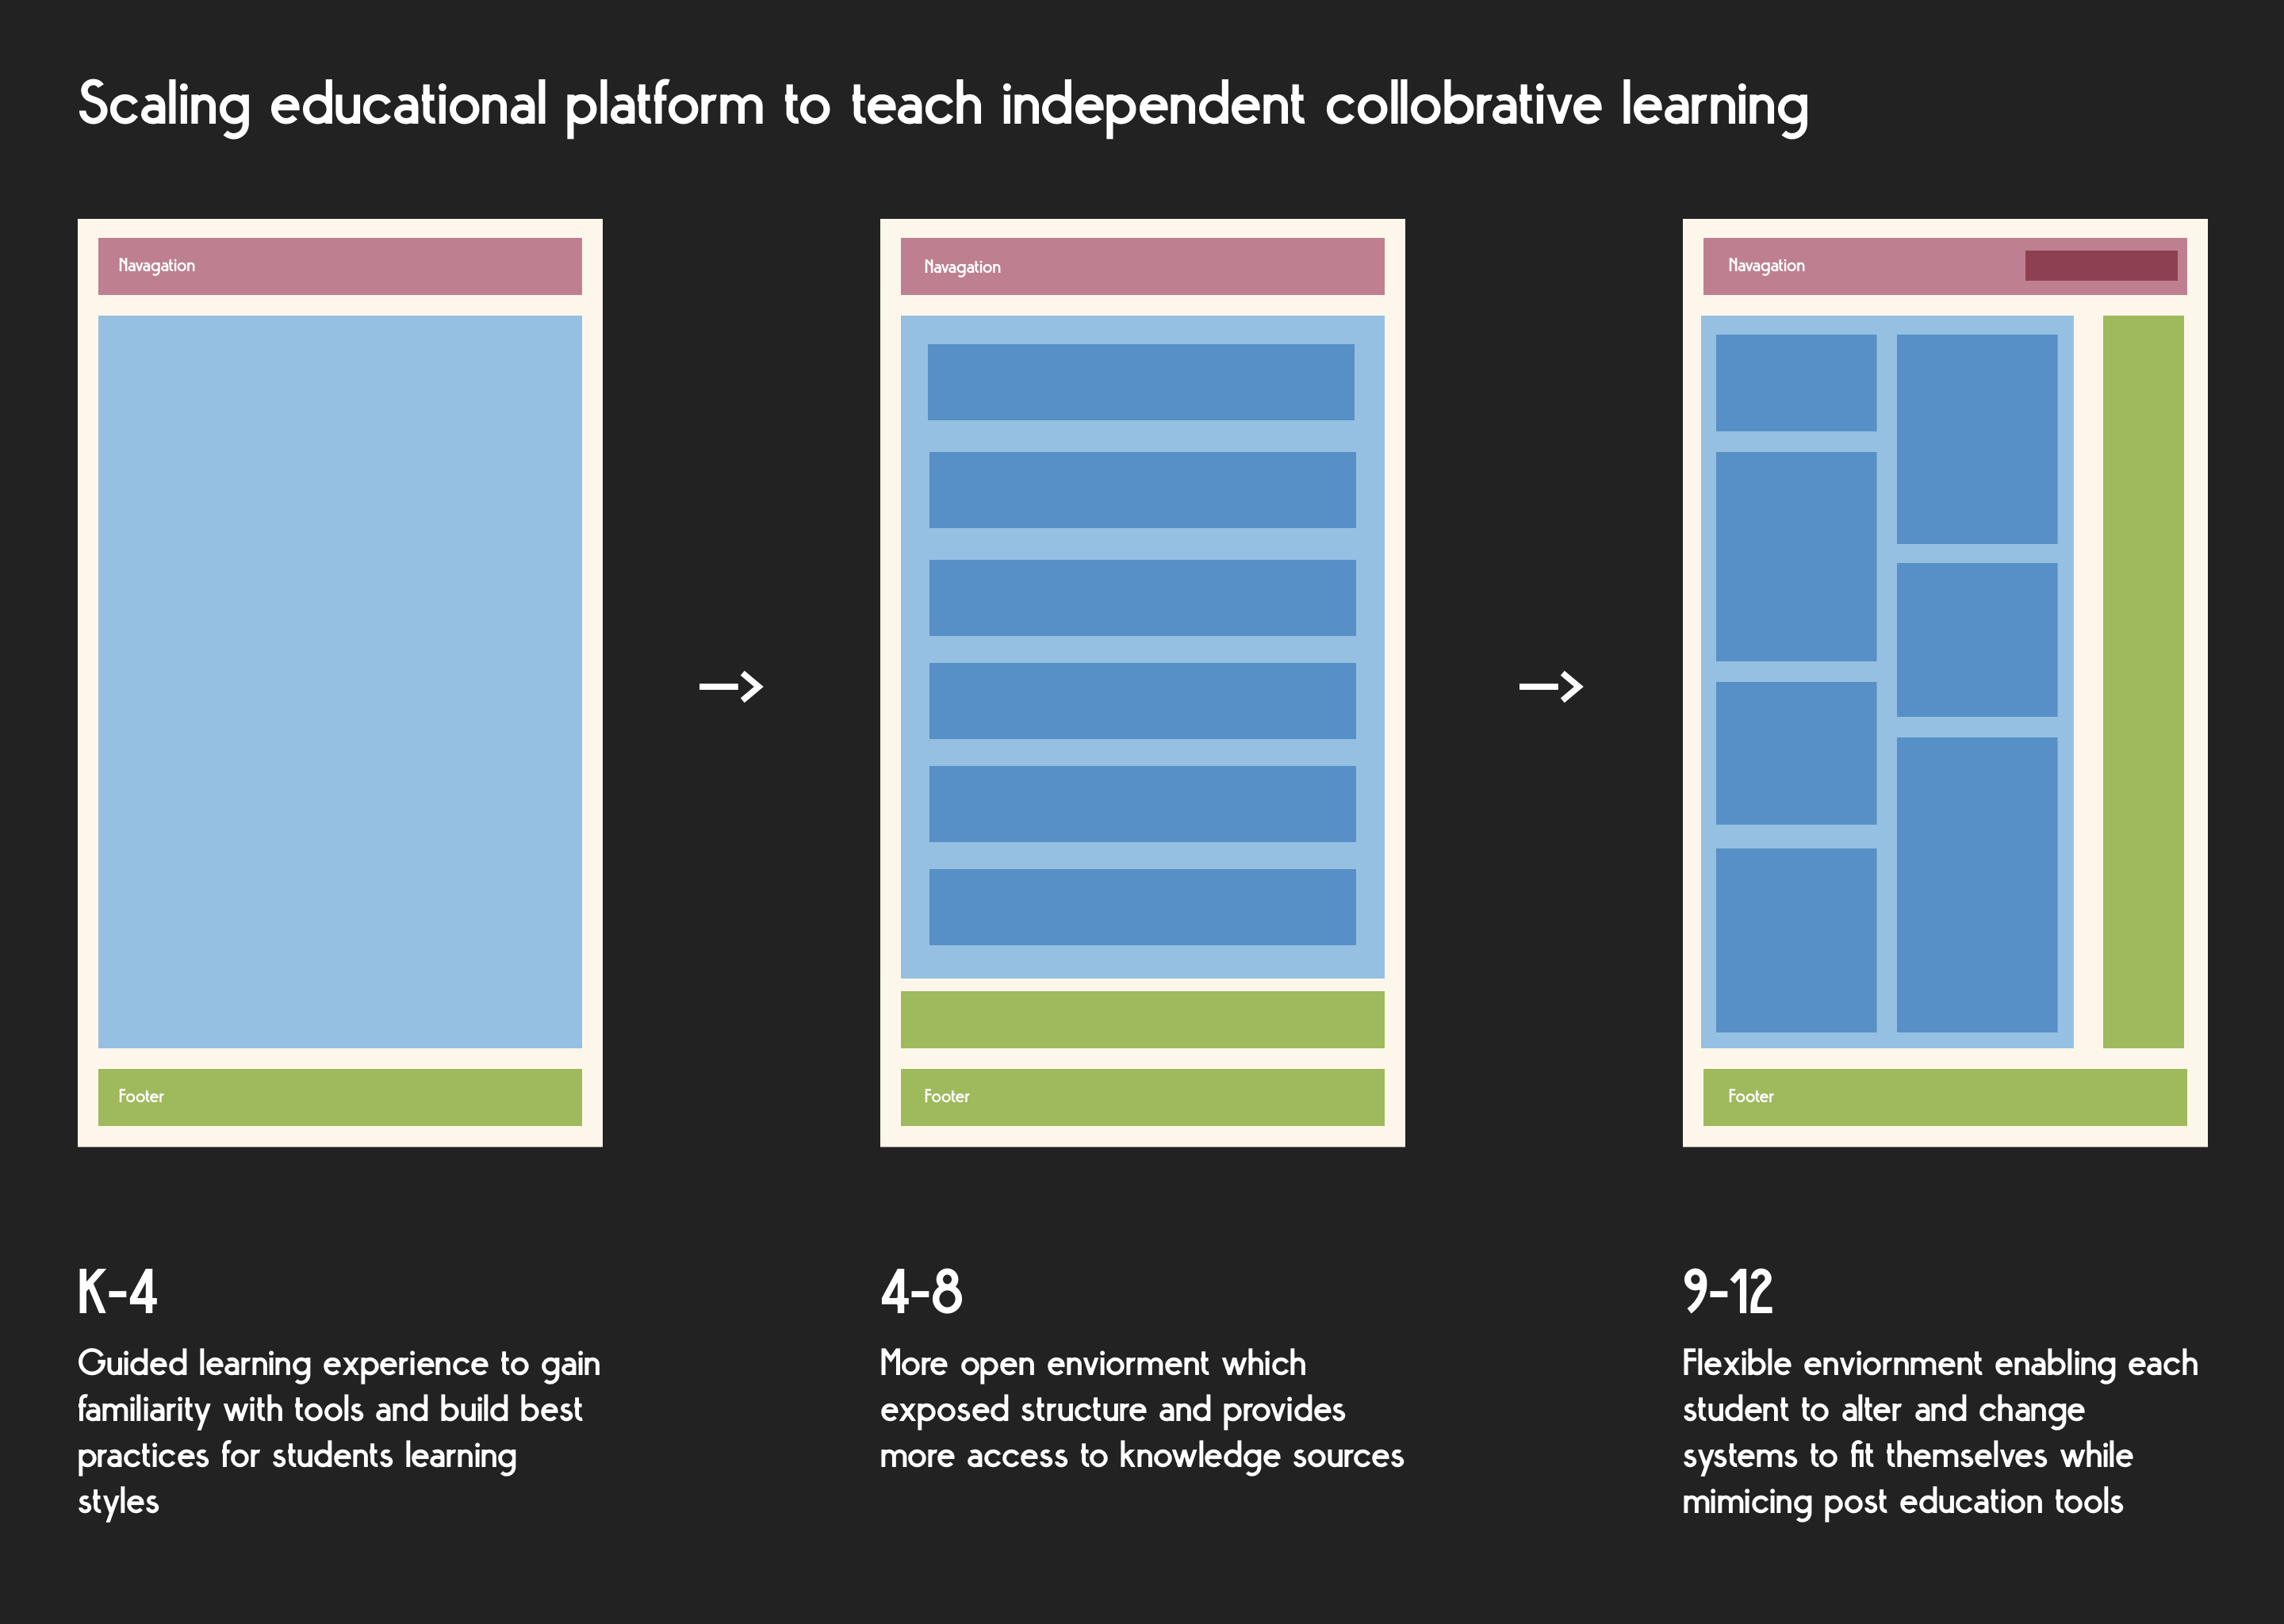 Scaling educational platform to teach independent collobrative learning
Navagation
Navagation
Navagation
Footer
Footer
Footer
K-4
Guided learning experience to gain
familiarity with tools and build best
practices for students learning
styles
4-8
More open enviorment which
exposed structure and provides
more access to knowledge sources
9-12
Flexible enviornment enabling each
student to alter and change
systems to fit themselves while
mimicing post education tools